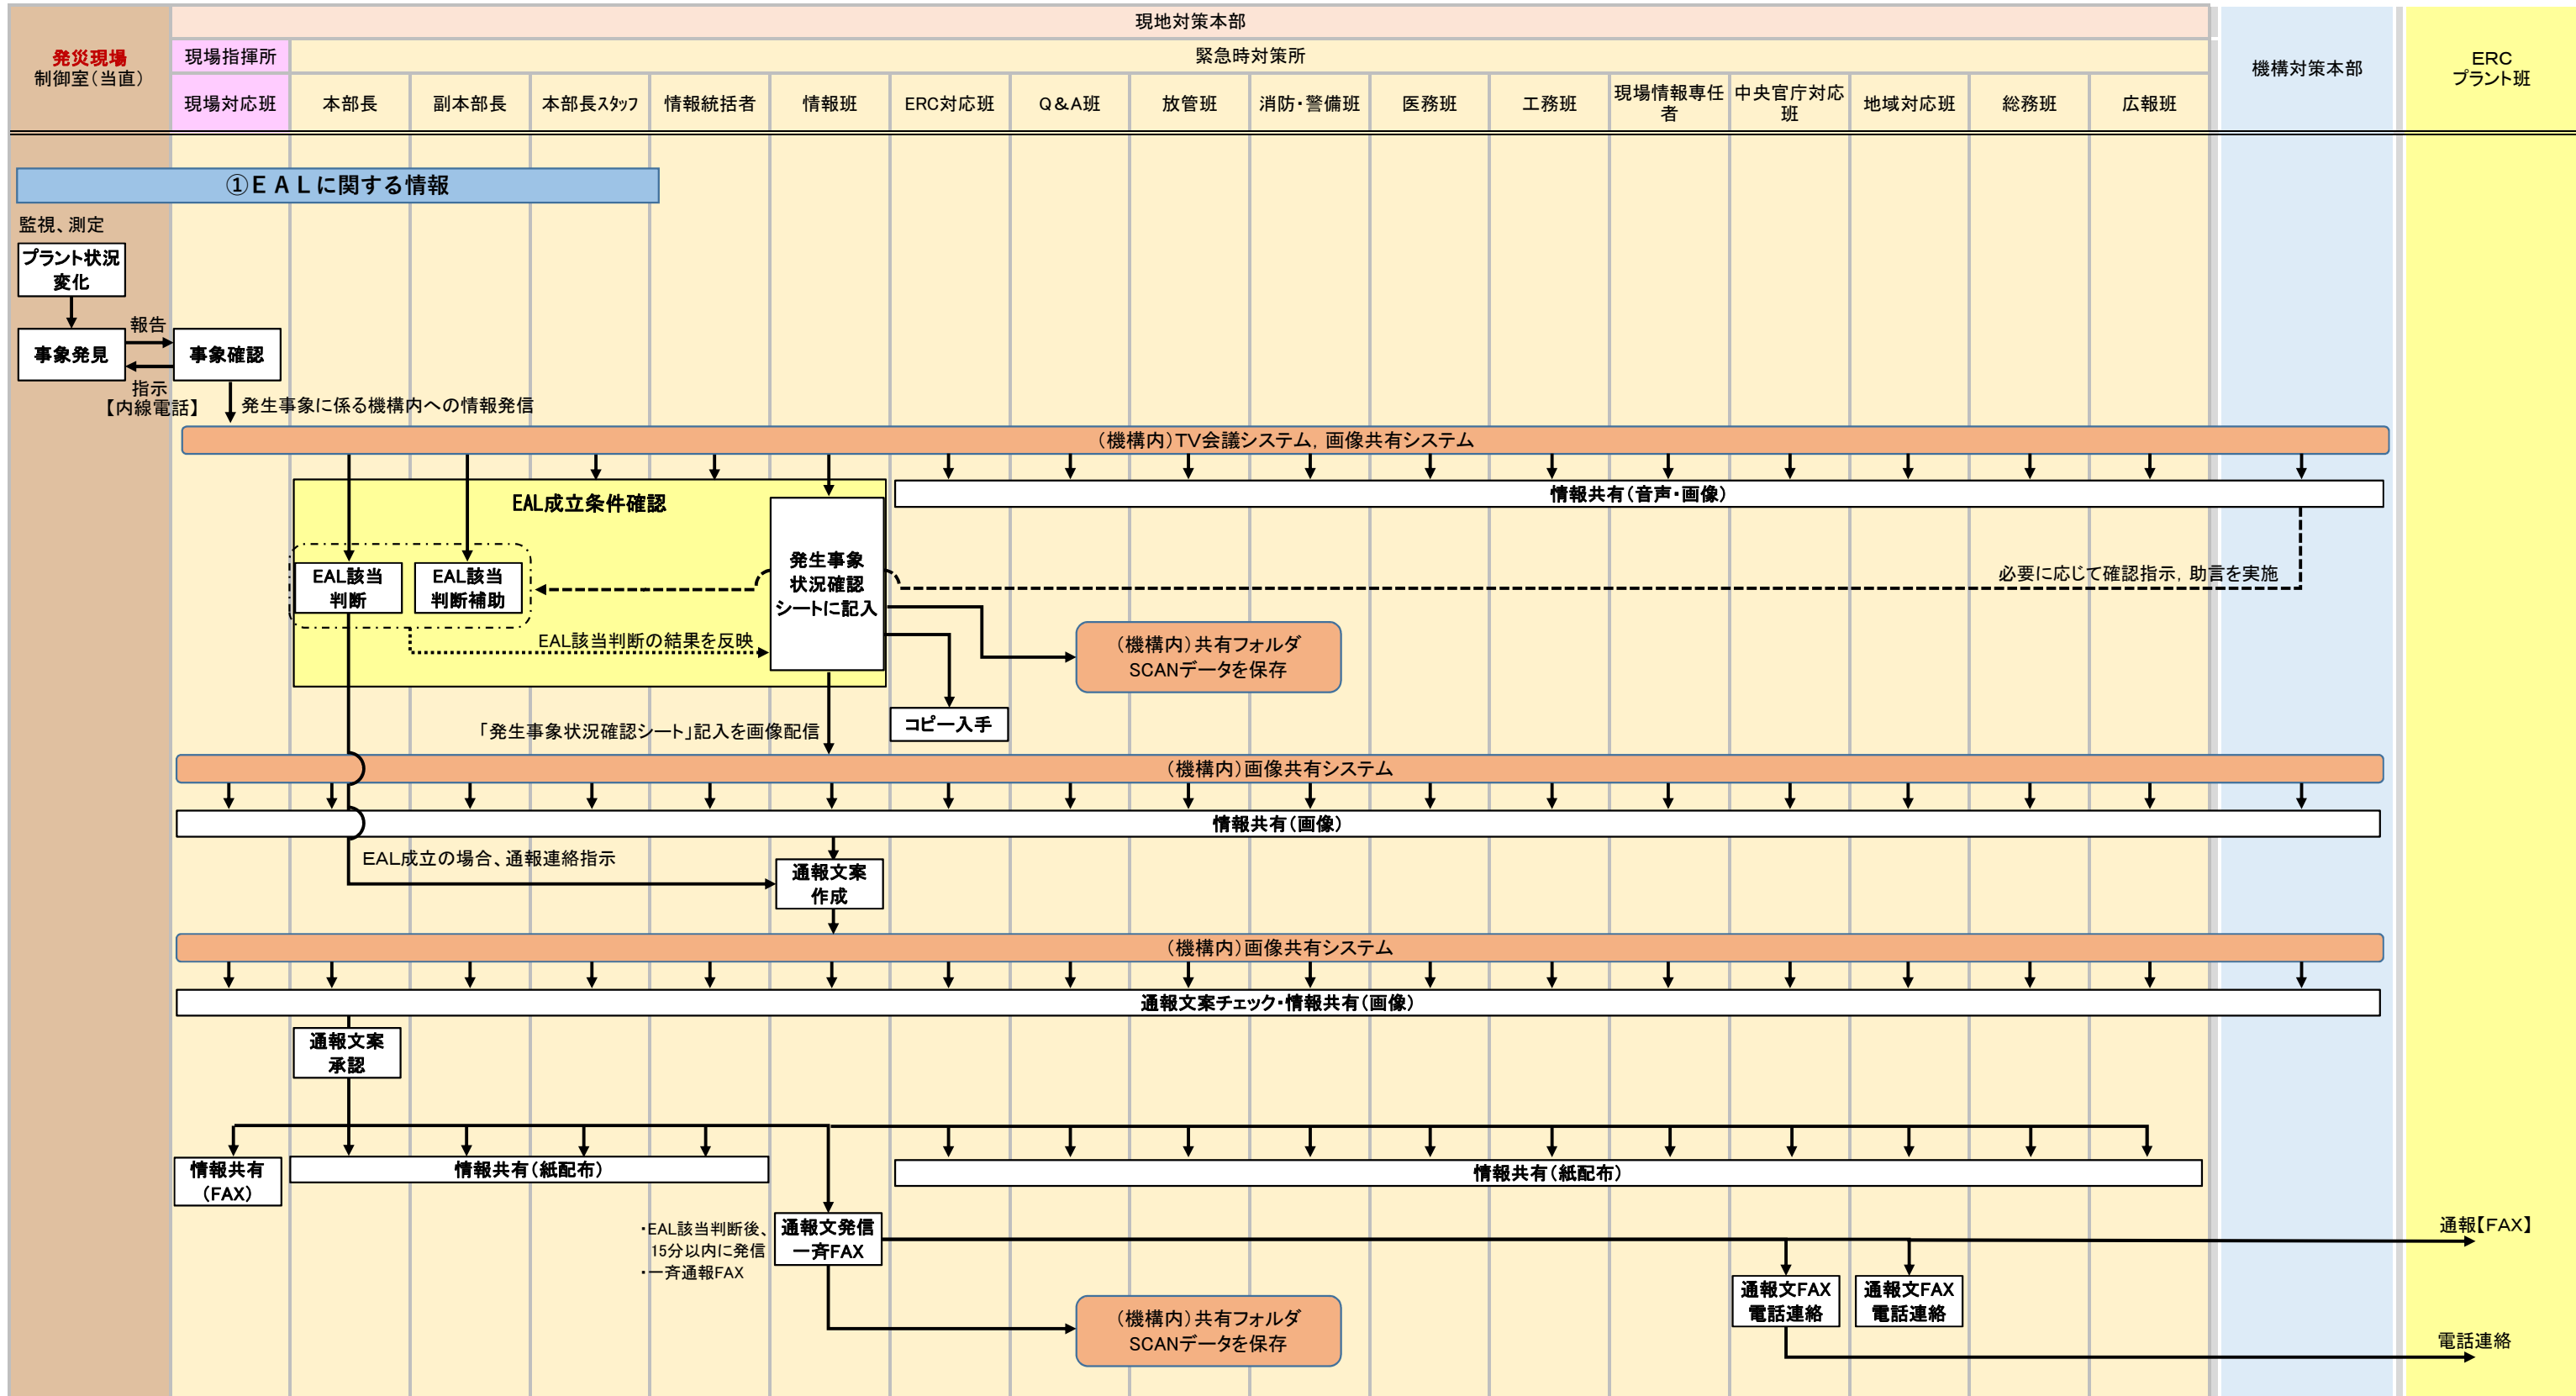 現地対策本部
発災現場
制御室(当直)
現場指揮所
緊急時対策所
機構対策本部
ERC
プラント班
現場対応班
本部長
副本部長
本部長スタッフ
情報統括者
情報班
ERC対応班
Q&A班
放管班
消防・警備班
医務班
工務班
現場情報専任
者
中央官庁対応
班
地域対応班
総務班
広報班
①EALに関する情報
監視、測定
プラント状況
変化
報告
事象発見
事象確認
指示
【内線電話】
発生事象に係る機構内への情報発信
(機構内)TV会議システム, 画像共有システム
EAL成立条件確認
情報共有(音声・画像)
発生事象
状況確認
シートに記入
EAL該当
判断
EAL該当
判断補助
必要に応じて確認指示, 助言を実施
EAL該当判断の結果を反映
(機構内)共有フォルダ
SCANデータを保存
コピー入手
「発生事象状況確認シート」記入を画像配信
(機構内)画像共有システム
情報共有(画像)
EAL成立の場合、通報連絡指示
通報文案
作成
(機構内)画像共有システム
通報文案チェック・情報共有(画像)
通報文案
承認
情報共有
(FAX)
情報共有(紙配布)
情報共有(紙配布)
・EAL該当判断後、
15分以内に発信
・一斉通報FAX
通報文発信
一斉FAX
通報【FAX】
通報文FAX
電話連絡
通報文FAX
電話連絡
(機構内)共有フォルダ
SCANデータを保存
電話連絡